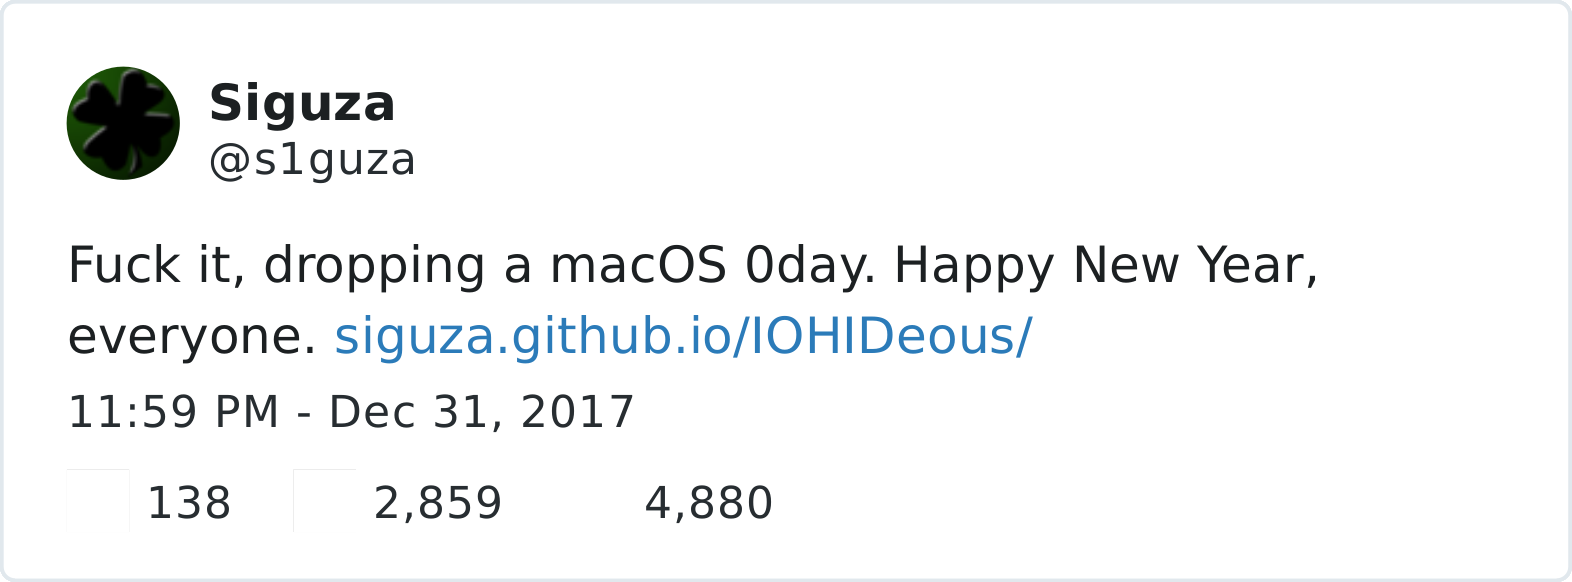 Siguza
@s1guza
Fuck it, dropping a macOS 0day. Happy New Year,
everyone. siguza.github.io/IOHIDeous/
11:59 PM - Dec 31, 2017
138 2,859 4,880